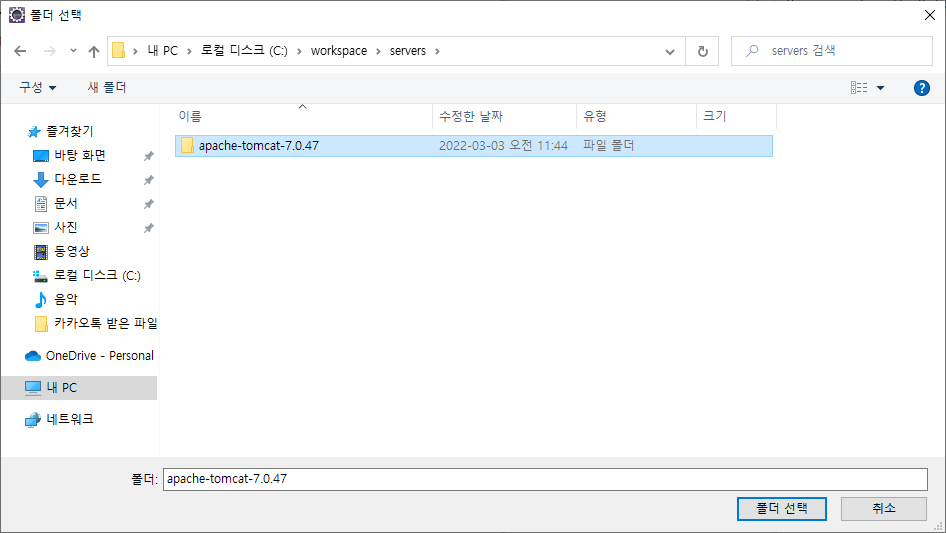 폴더 선택
내 PC 로컬 디스크 (C:) workspace servers servers 검색
구성 새 폴더 ?
이름 수정한 날짜 유형 크기
apache-tomcat-7.0.47 2022-03-03 오전 11:44 파일 폴더
즐겨찾기
바탕 화면
다운로드
문서
사진
동영상
로컬 디스크 (C:)
음악
카카오톡 받은 파일
OneDrive - Personal
내 PC
네트워크
폴더: apache-tomcat-7.0.47
폴더 선택 취소